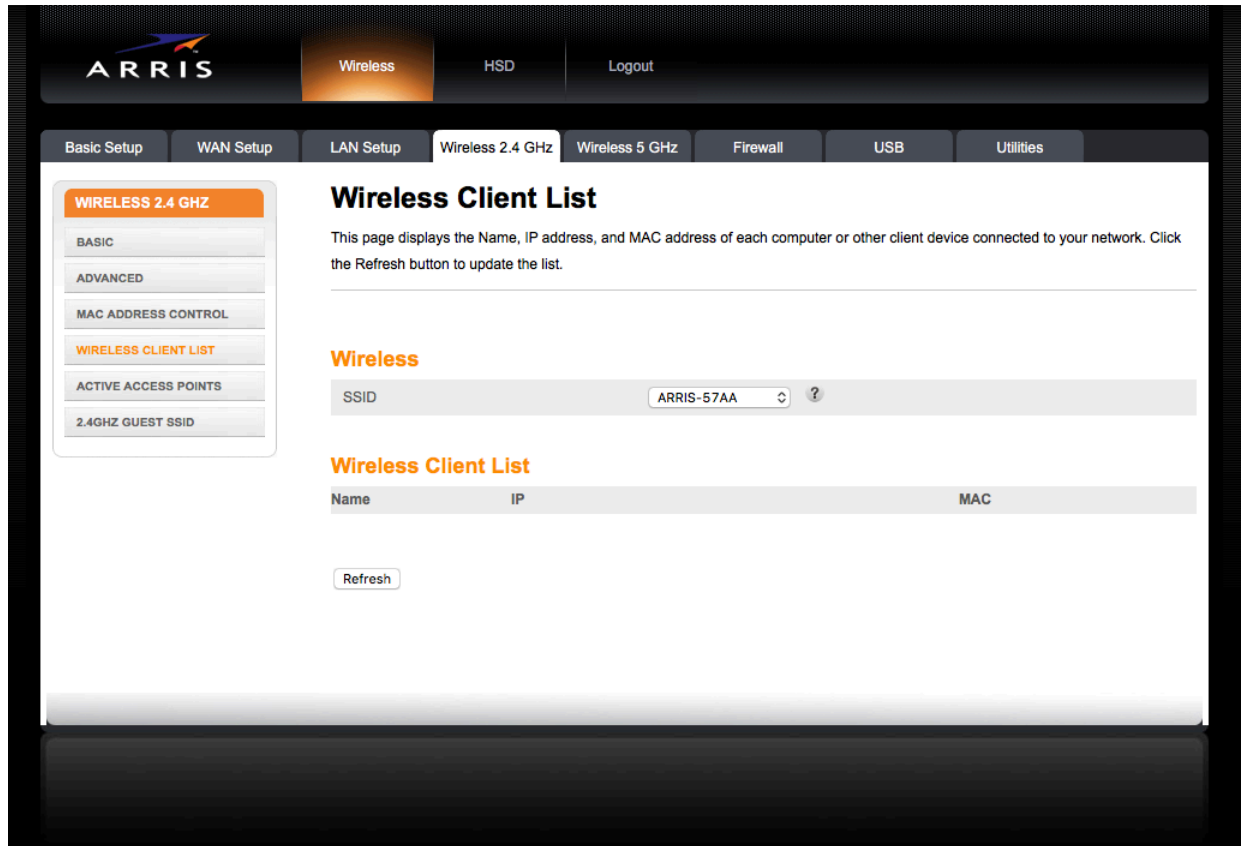 ARRIS
Wireless HSD Logout
Basic Setup WAN Setup LAN Setup Wireless 2.4 GHz Wireless 5 GHz Firewall USB Utilities
WIRELESS 2.4 GHZ
BASIC
ADVANCED
MAC ADDRESS CONTROL
WIRELESS CLIENT LIST
ACTIVE ACCESS POINTS
2.4GHZ GUEST SSID
Wireless Client List
This page displays the Name, IP address, and MAC address of each computer or other client device connected to your network. Click
the Refresh button to update the list.
Wireless
SSID ARRIS-57AA ?
Wireless Client List
Name IP MAC
Refresh